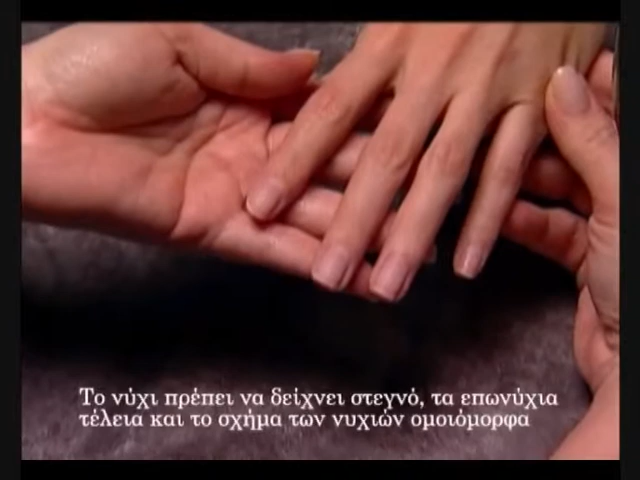 Το νύχι πρέπει να δείχνει στεγνό, τα επωνύχια
τέλεια και το σχήμα των νυχιών ομοιόμορφα